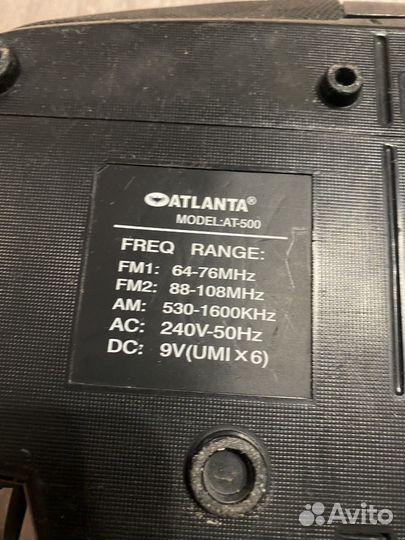 ATLANTA®
MODEL:AT-500
FREQ RANGE:
FM1: 64-76MHz
FM2: 88-108MHz
AM: 530-1600KHz
AC: 240V-50Hz
DC: 9V(UMI×6)
Avito